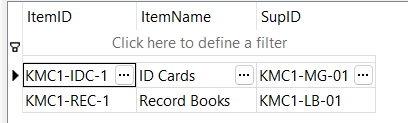 ItemID ItemName SupID
Click here to define a filter
KMC1-IDC-1 ... ID Cards ... KMC1-MG-01 ...
KMC1-REC-1 Record Books KMC1-LB-01